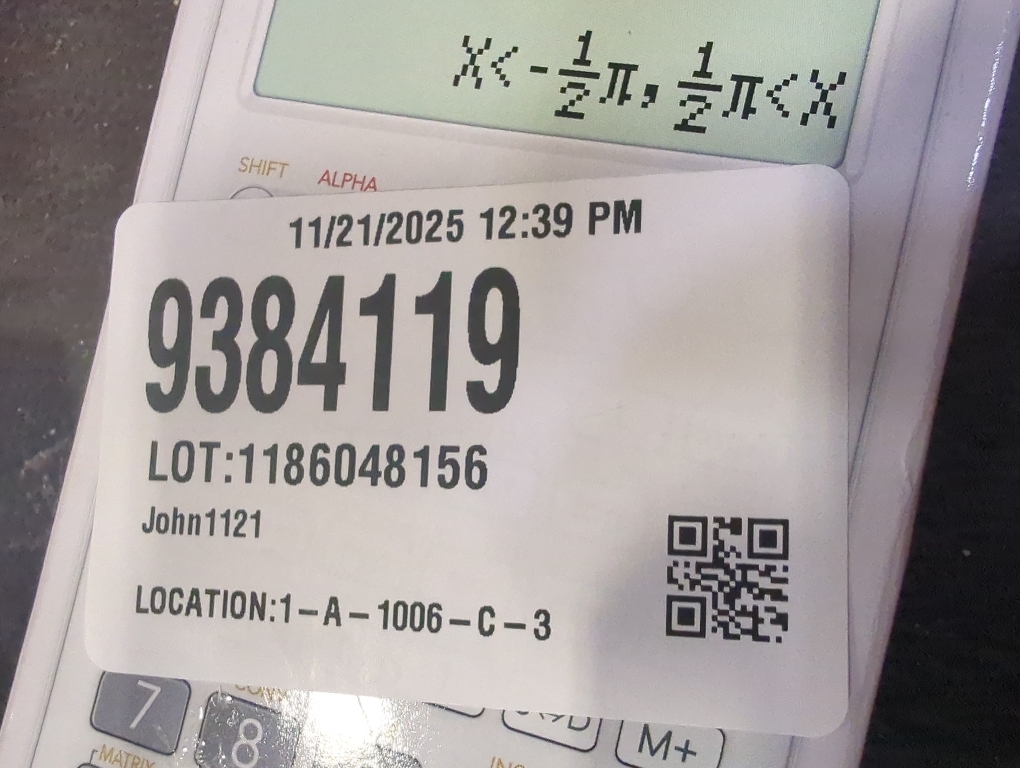 X<-1/2π, 1/2π<X
SHIFT ALPHA
11/21/2025 12:39 PM
9384119
LOT:1186048156
John1121
LOCATION:1-A-1006-C-3
7
8
M+
MATRIX